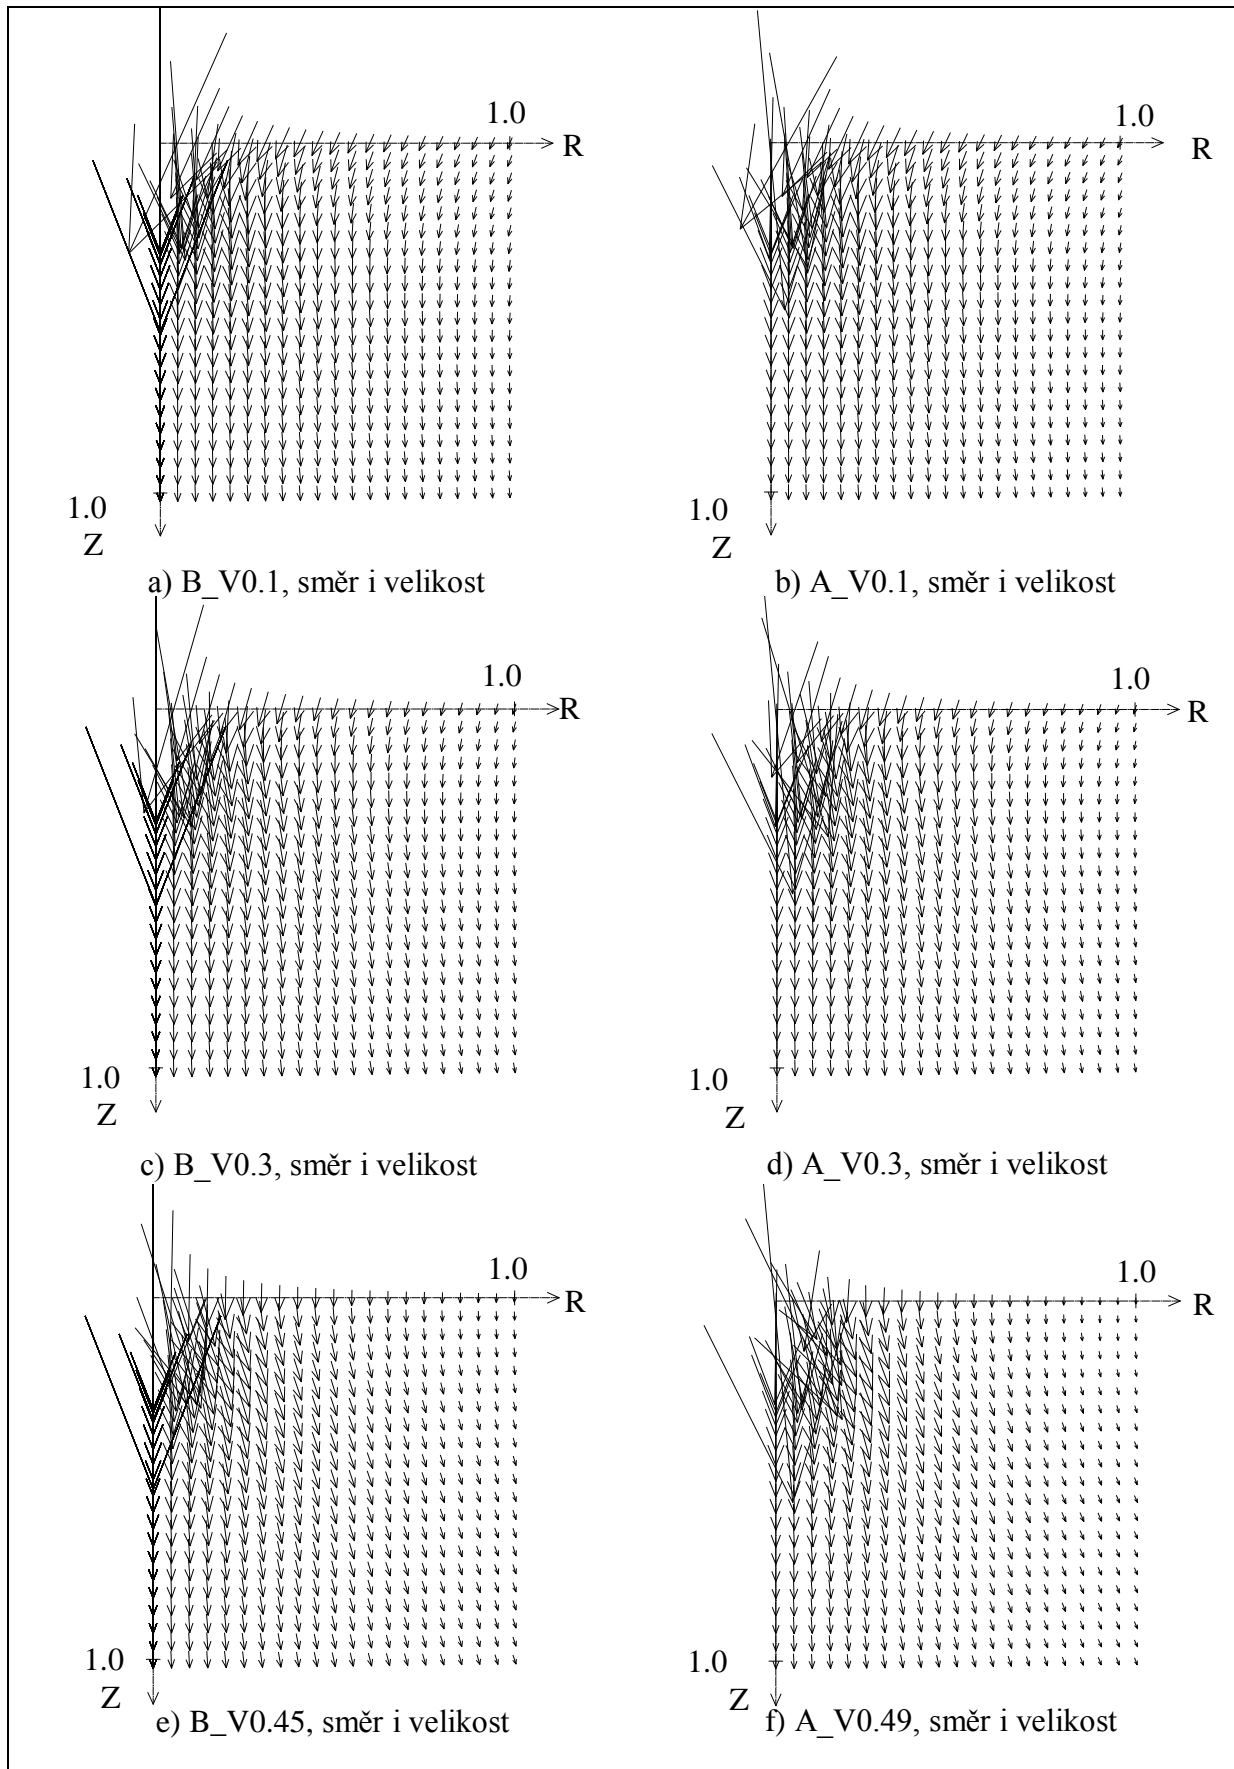 1.0
R
1.0
Z
a) B_V0.1, směr i velikost
1.0
R
1.0
Z
b) A_V0.1, směr i velikost
1.0
R
1.0
Z
c) B_V0.3, směr i velikost
1.0
R
1.0
Z
d) A_V0.3, směr i velikost
1.0
R
1.0
Z
e) B_V0.45, směr i velikost
1.0
R
1.0
Z
f) A_V0.49, směr i velikost